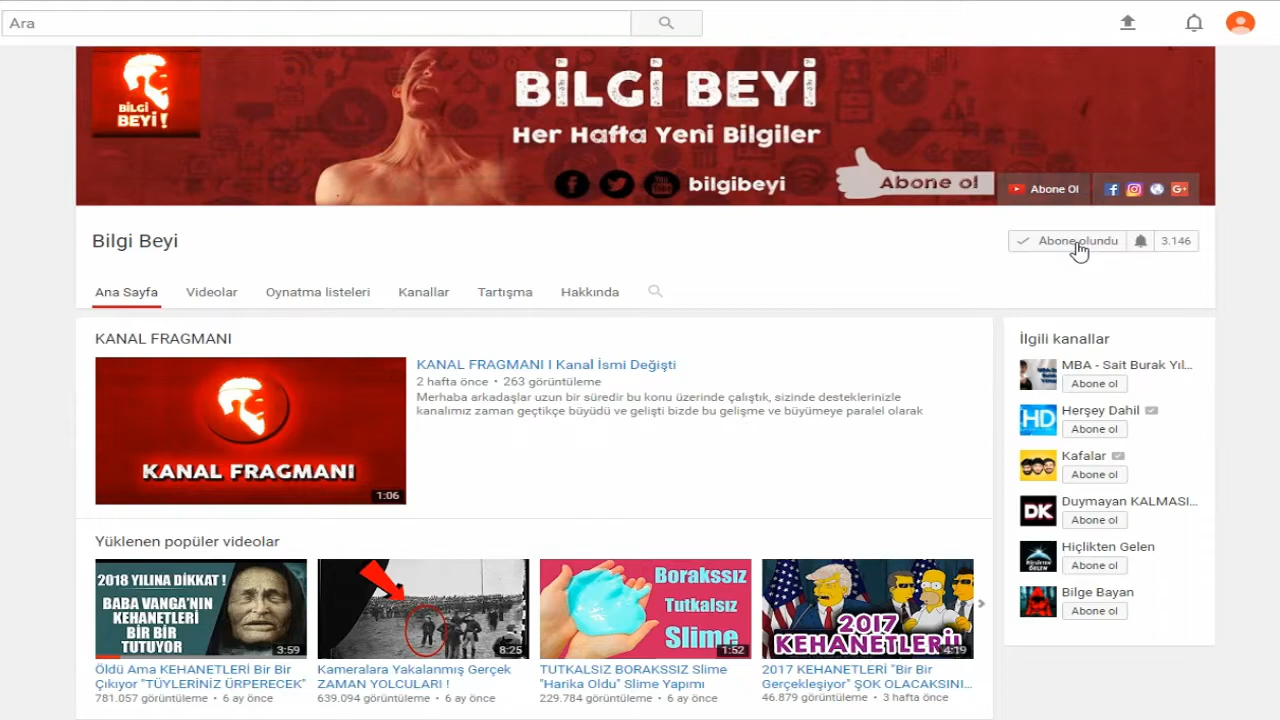 Ara
BİLGİ
BEYİ!
BİLGİ BEYİ
Her Hafta Yeni Bilgiler
bilgibeyi
Abone ol
Abone Ol
Bilgi Beyi
Abone olundu
3.146
Ana Sayfa Videolar Oynatma listeleri Kanallar Tartışma Hakkında
KANAL FRAGMANI
KANAL FRAGMANI
1:06
KANAL FRAGMANI I Kanal İsmi Değişti
2 hafta önce • 263 görüntüleme
Merhaba arkadaşlar uzun bir süredir bu konu üzerinde çalıştık, sizinde desteklerinizle
kanalımız zaman geçtikçe büyüdü ve gelişti bizde bu gelişme ve büyümeye paralel olarak
Yüklenen popüler videolar
2018 YILINA DİKKAT !
BABA VANGA'NIN
KEHANETLERİ
BİR BİR
TUTUYOR
3:59
Öldü Ama KEHANETLERİ Bir Bir
Çıkıyor "TÜYLERİNİZ ÜRPERECEK"
781.057 görüntüleme • 6 ay önce
8:25
Kameralara Yakalanmış Gerçek
ZAMAN YOLCULARI !
639.094 görüntüleme • 6 ay önce
Borakssız
Tutkalsız
Slime
1:52
TUTKALSIZ BORAKSSIZ Slime
"Harika Oldu" Slime Yapımı
229.784 görüntüleme • 6 ay önce
2017
KEHANETLERİ
4:19
2017 KEHANETLERİ "Bir Bir
Gerçekleşiyor" ŞOK OLACAKSINI...
46.879 görüntüleme • 3 hafta önce
İlgili kanallar
MBA - Sait Burak Yıl...
Abone ol
HD
Herşey Dahil
Abone ol
Kafalar
Abone ol
DK
Duymayan KALMASI...
Abone ol
Hiçlikten Gelen
Abone ol
Bilge Bayan
Abone ol